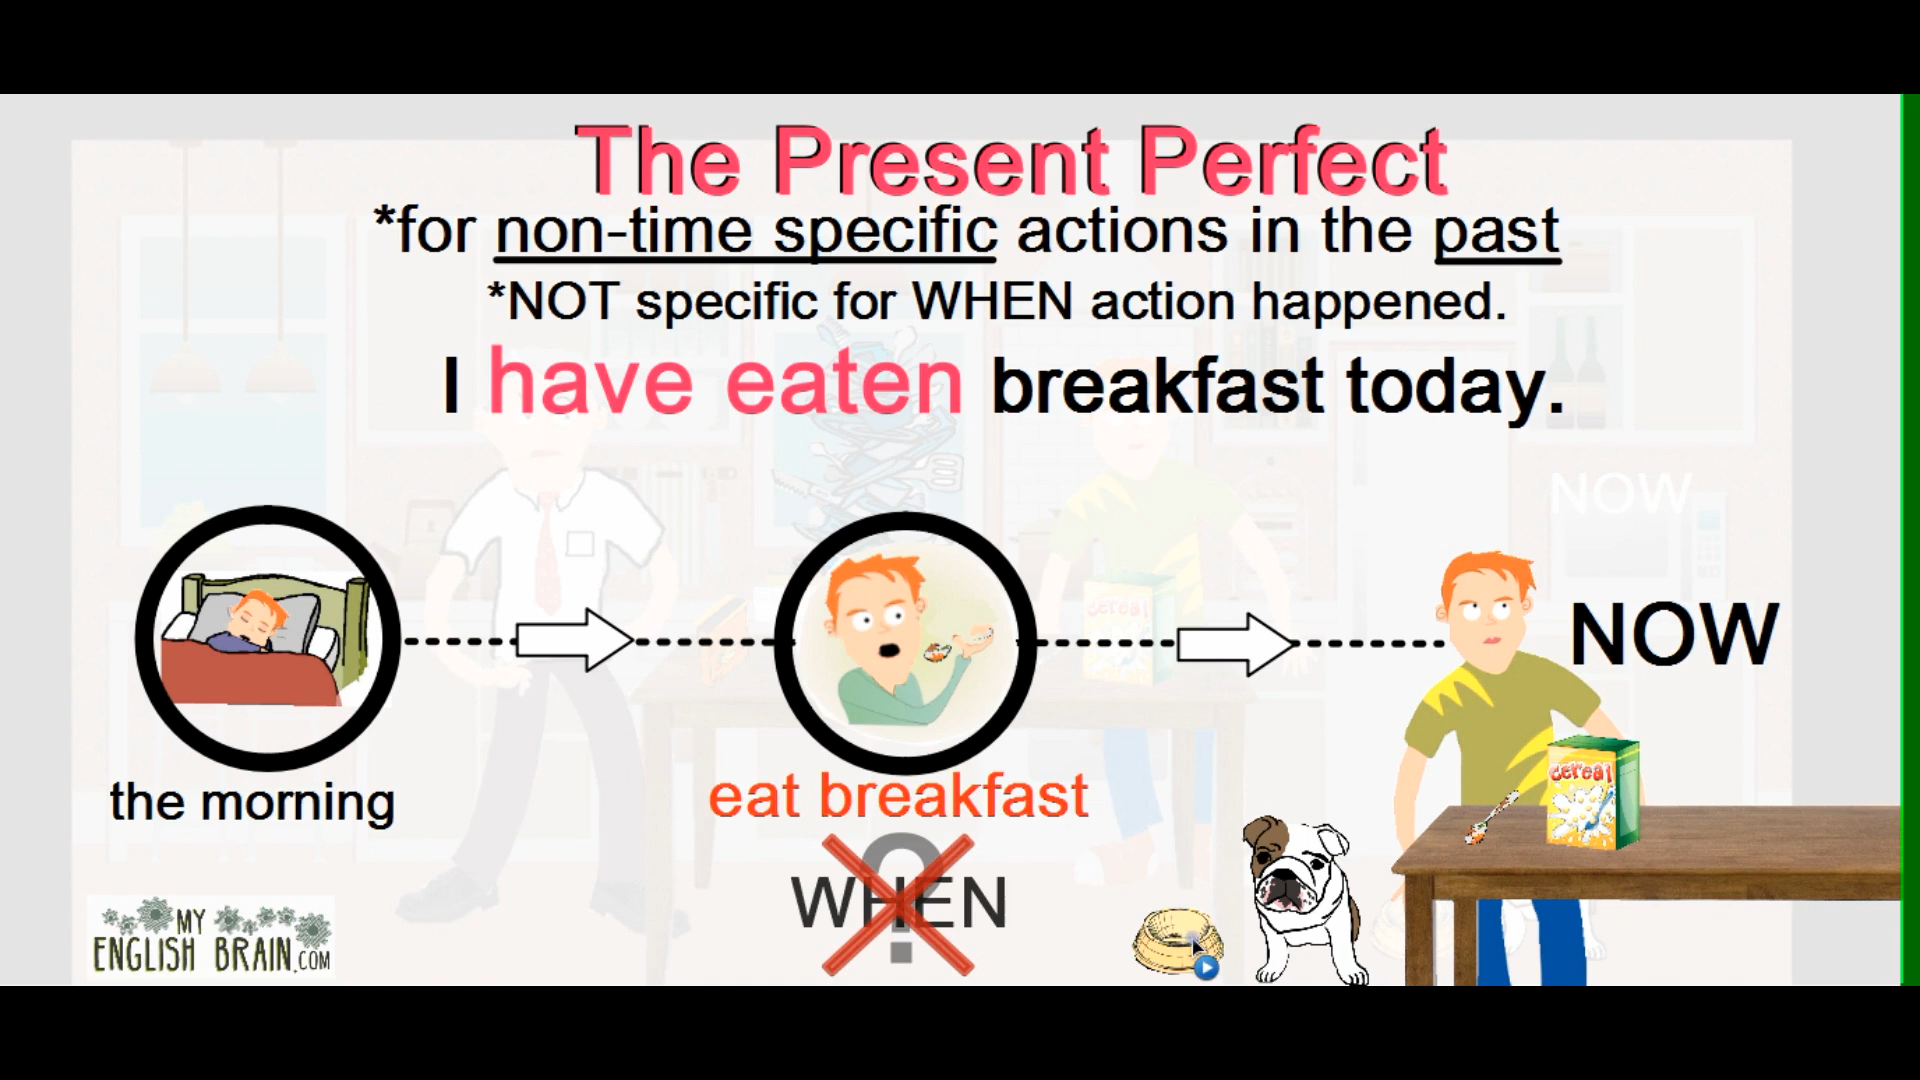 The Present Perfect
*for non-time specific actions in the past
*NOT specific for WHEN action happened.
I have eaten breakfast today.
NOW
NOW
the morning
eat breakfast
?
WHEN
cereal
cereal
MY
ENGLISH BRAIN.COM